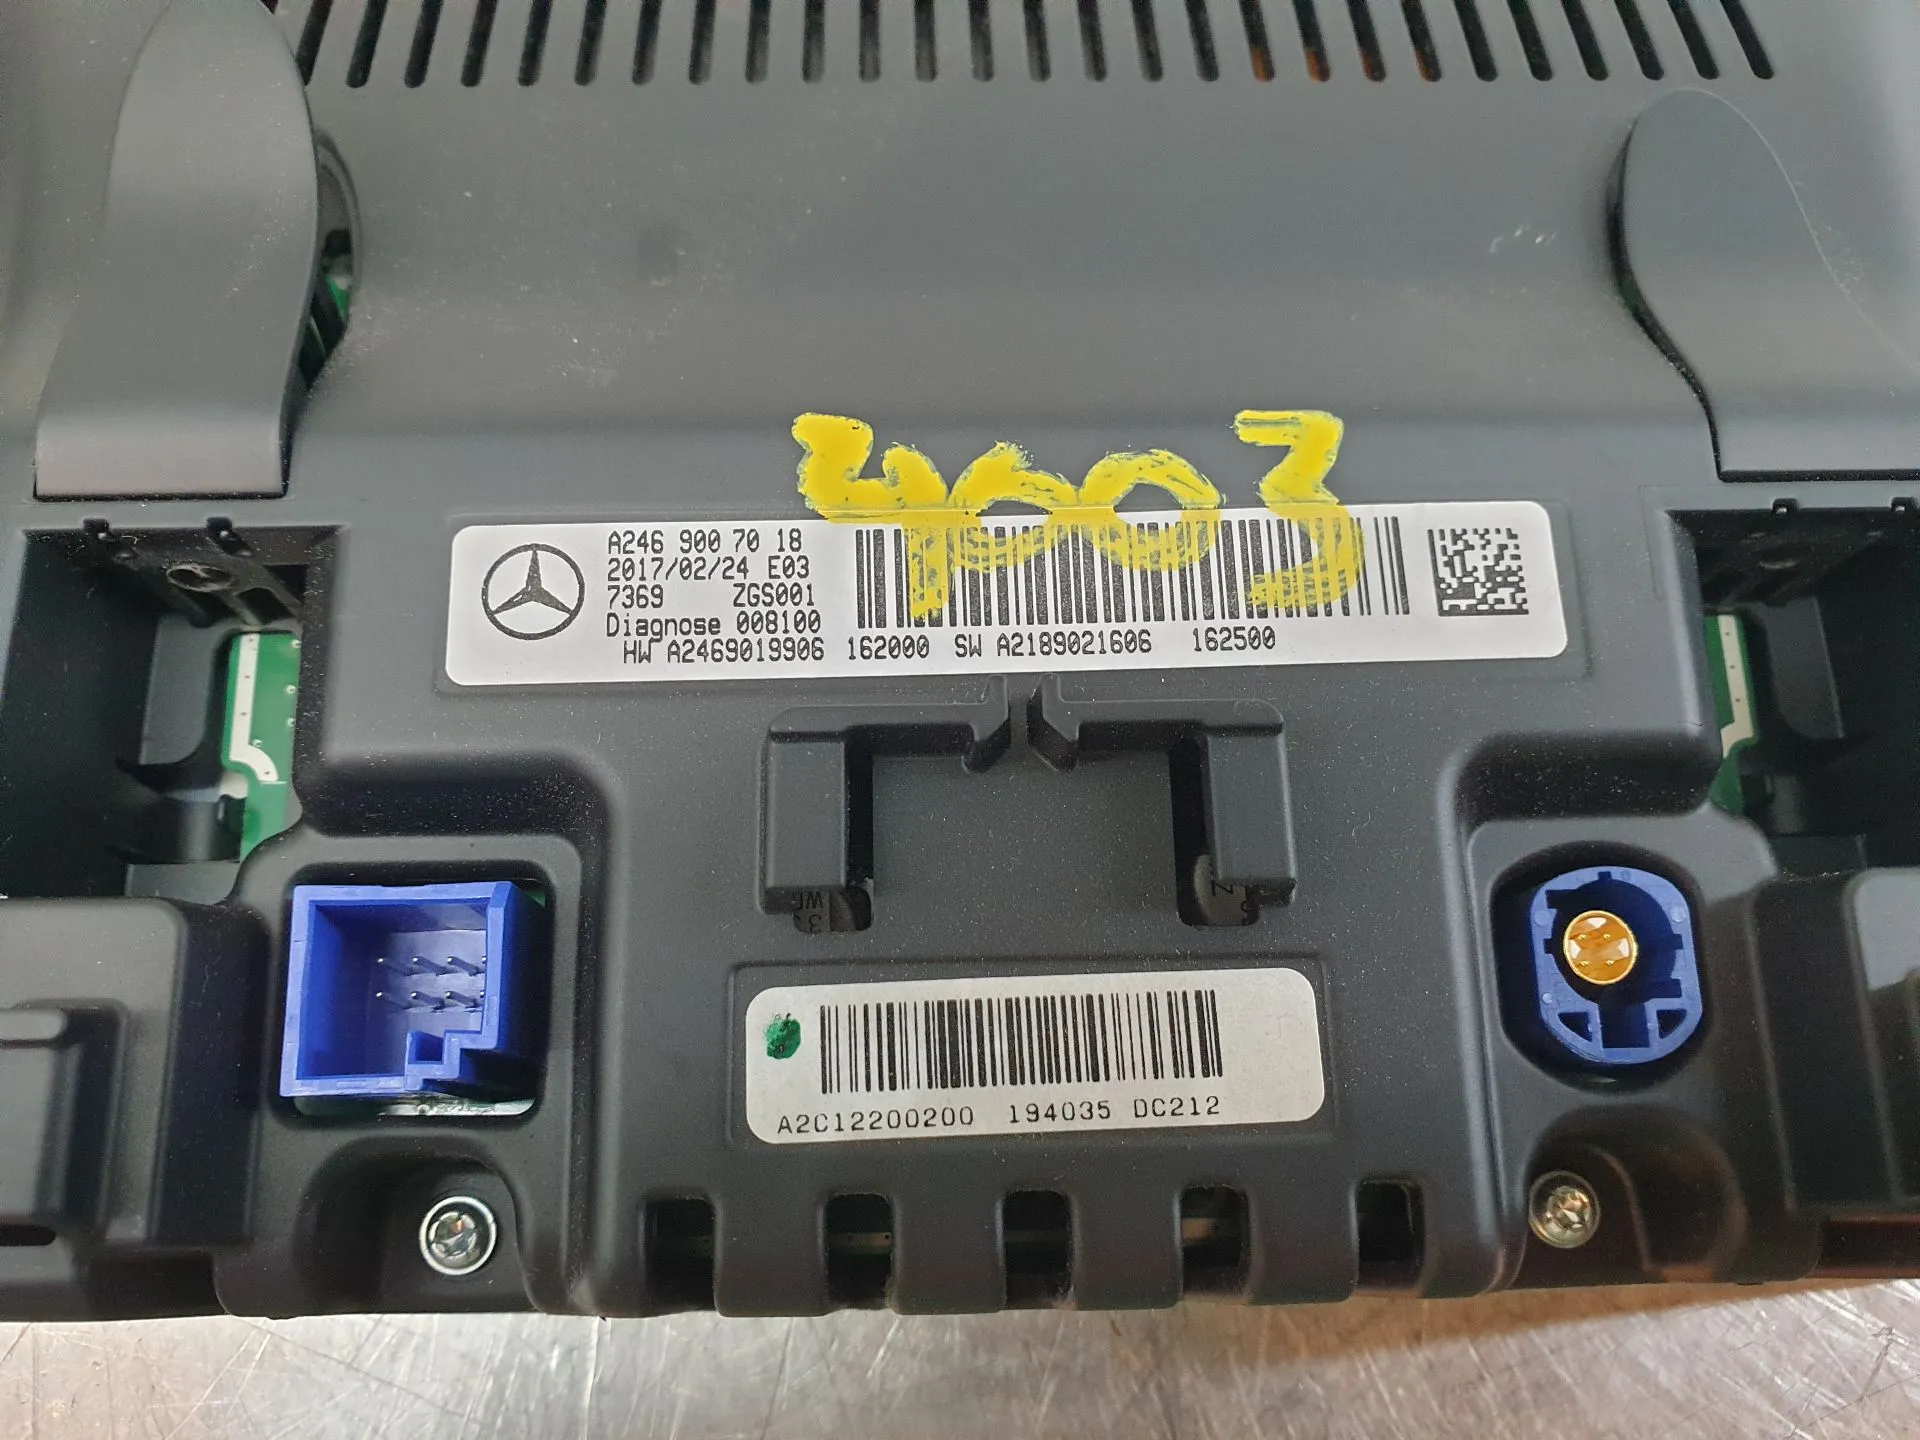 4003
A246 900 70 18
2017/02/24 E03
7369 ZGS001
Diagnose 008100
HW A2469019906 162000 SW A2189021606 162500
A2C12200200 194035 DC212